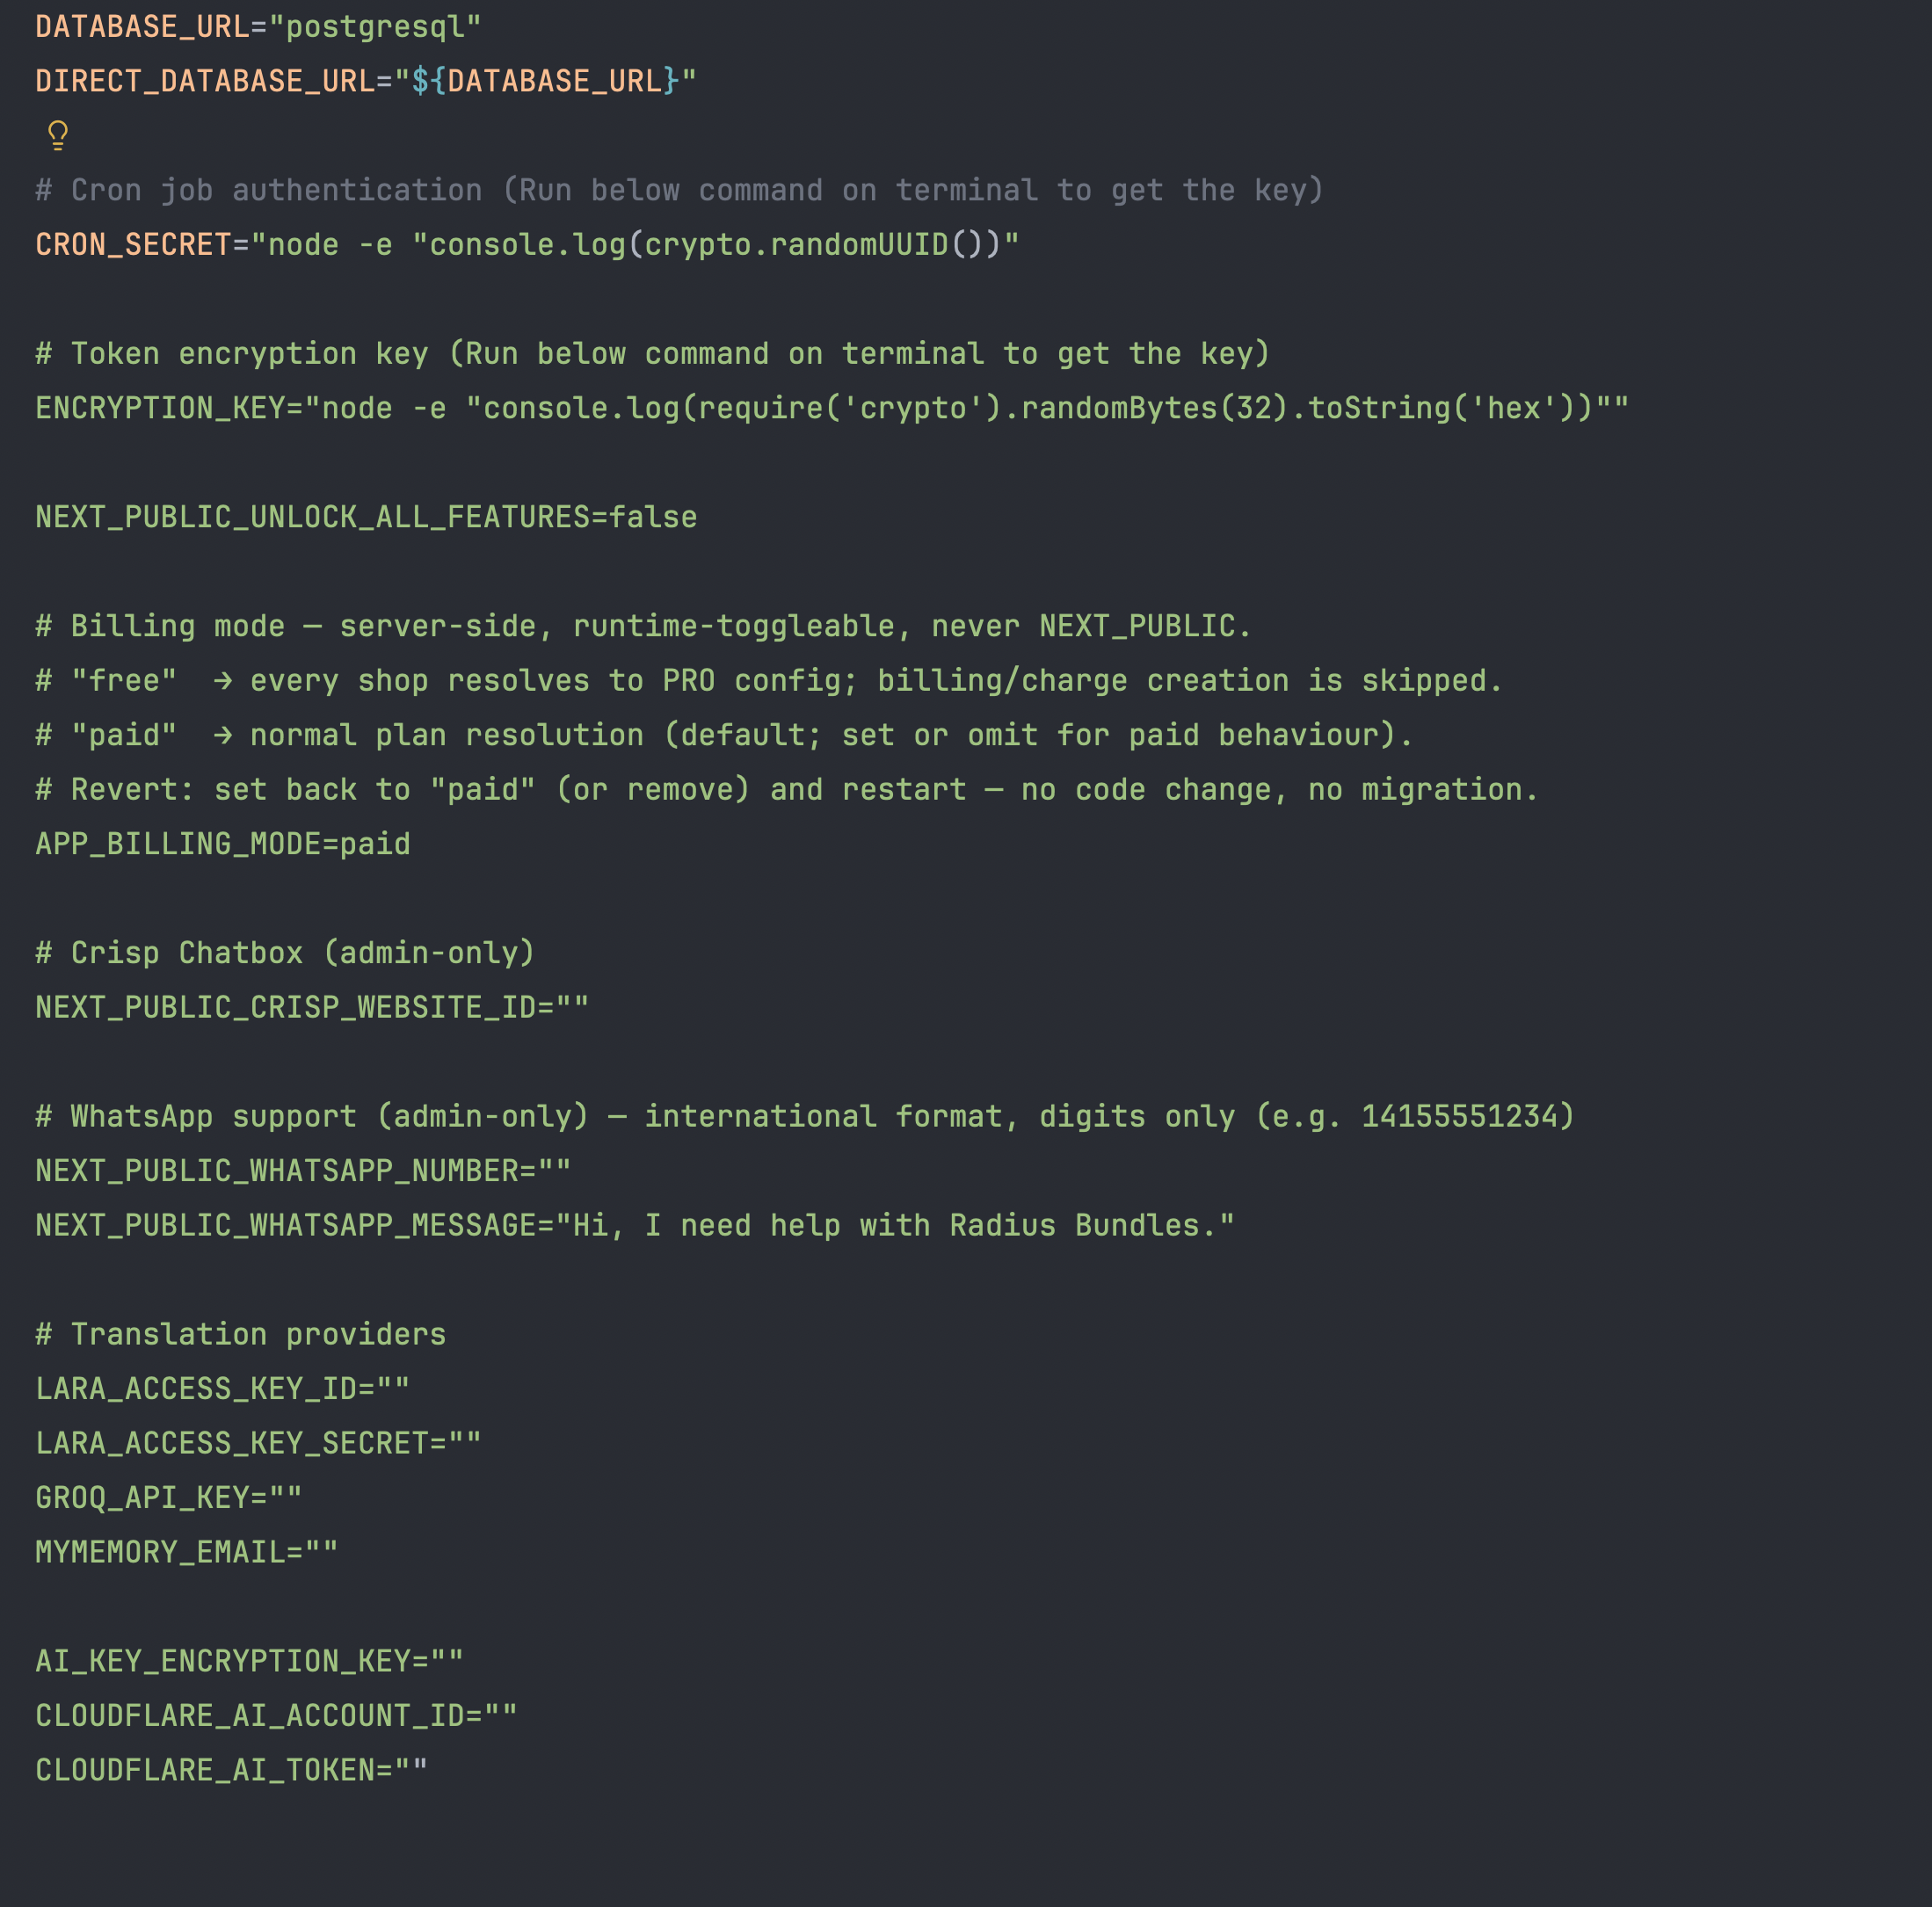 DATABASE_URL="postgresql"
DIRECT_DATABASE_URL="${DATABASE_URL}"
# Cron job authentication (Run below command on terminal to get the key)
CRON_SECRET="node -e "console.log(crypto.randomUUID())"
# Token encryption key (Run below command on terminal to get the key)
ENCRYPTION_KEY="node -e "console.log(require('crypto').randomBytes(32).toString('hex'))""
NEXT_PUBLIC_UNLOCK_ALL_FEATURES=false
# Billing mode — server-side, runtime-toggleable, never NEXT_PUBLIC.
# "free"  → every shop resolves to PRO config; billing/charge creation is skipped.
# "paid"  → normal plan resolution (default; set or omit for paid behaviour).
# Revert: set back to "paid" (or remove) and restart — no code change, no migration.
APP_BILLING_MODE=paid
# Crisp Chatbox (admin-only)
NEXT_PUBLIC_CRISP_WEBSITE_ID=""
# WhatsApp support (admin-only) — international format, digits only (e.g. 14155551234)
NEXT_PUBLIC_WHATSAPP_NUMBER=""
NEXT_PUBLIC_WHATSAPP_MESSAGE="Hi, I need help with Radius Bundles."
# Translation providers
LARA_ACCESS_KEY_ID=""
LARA_ACCESS_KEY_SECRET=""
GROQ_API_KEY=""
MYMEMORY_EMAIL=""
AI_KEY_ENCRYPTION_KEY=""
CLOUDFLARE_AI_ACCOUNT_ID=""
CLOUDFLARE_AI_TOKEN=""